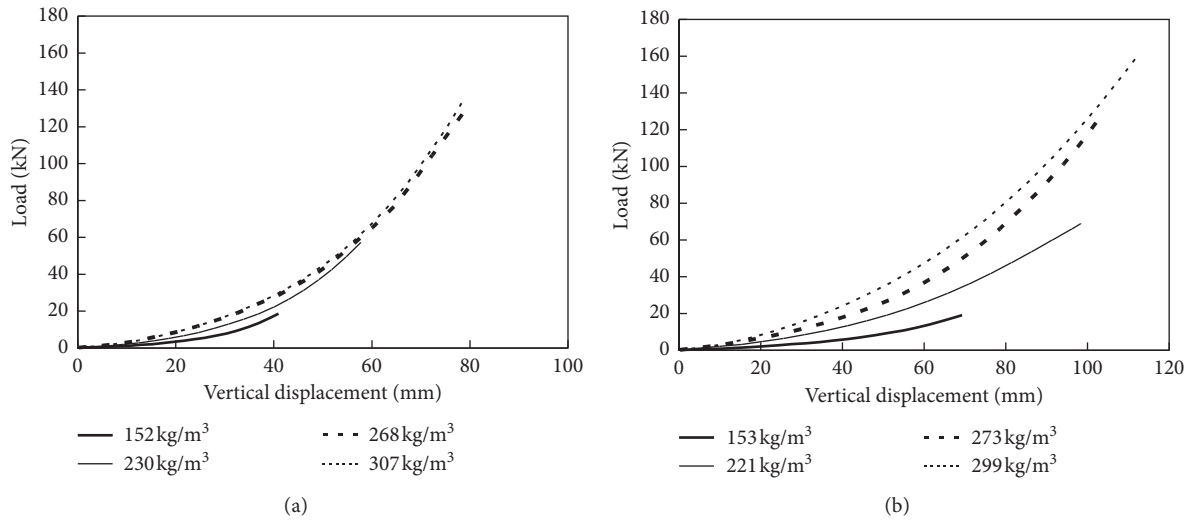 180
160
140
120
100
80
60
40
20
0
Load (kN)
0 20 40 60 80 100
Vertical displacement (mm)
152 kg/m³ 268 kg/m³
230 kg/m³ 307 kg/m³
(a)
180
160
140
120
100
80
60
40
20
0
Load (kN)
0 20 40 60 80 100 120
Vertical displacement (mm)
153 kg/m³ 273 kg/m³
221 kg/m³ 299 kg/m³
(b)